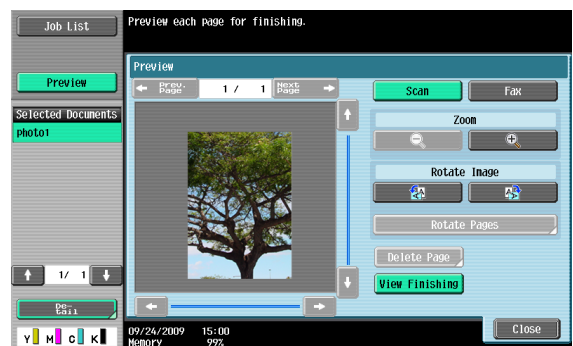 Job List
Preview each page for finishing.
Preview
Selected Documents
photo1
1/ 1
De-
tail
Y M C K
Preview
Prev.
Page
1 / 1
Next
Page
Scan
Fax
Zoom
Rotate Image
Rotate Pages
Delete Page
View Finishing
Close
09/24/2009 15:00
Memory 99%